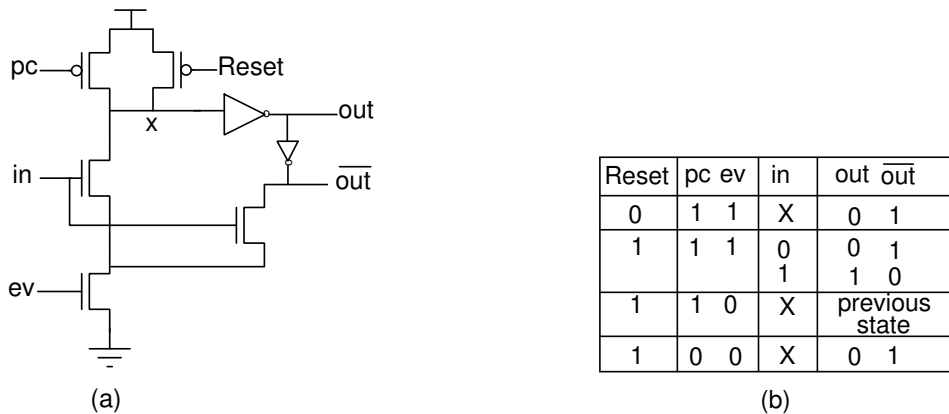 pc
Reset
x
out
in
out
ev
(a)
Reset pc ev in out out
0 1 1 X 0 1
1 1 1 0 0 1
1 1 0
1 1 0 X previous
state
1 0 0 X 0 1
(b)